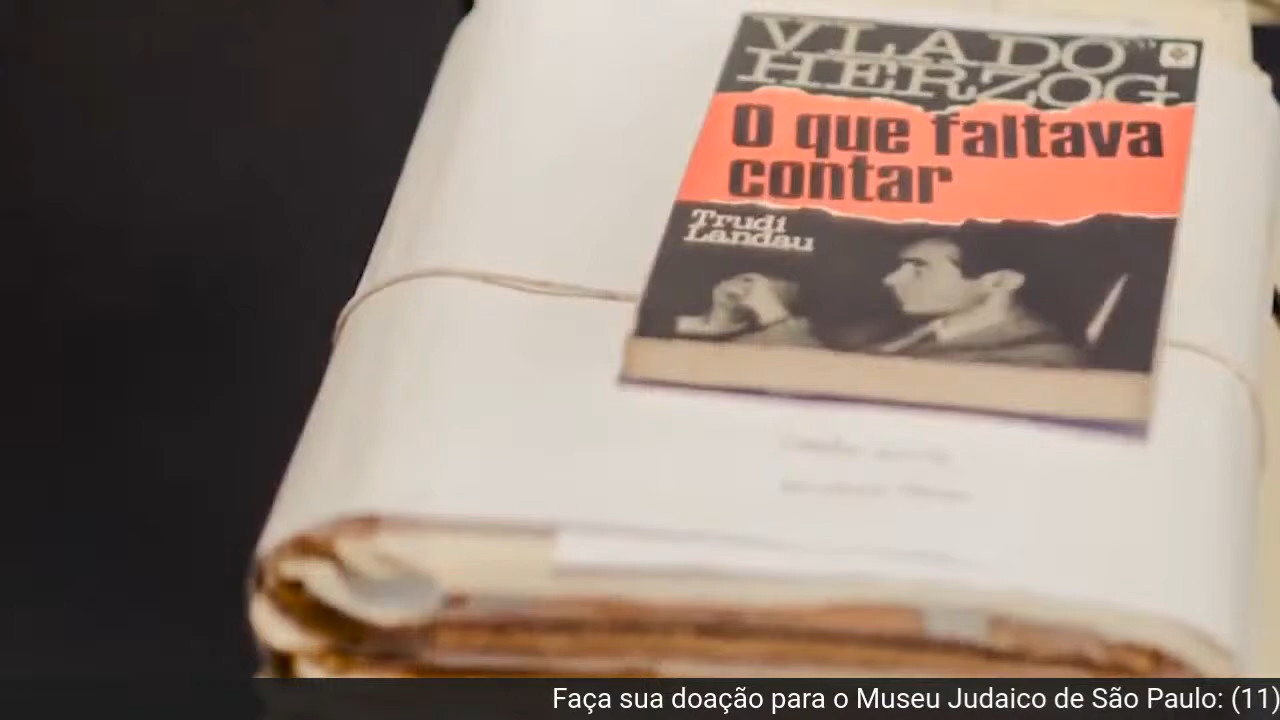 VLADO
HERZOG
O que faltava
contar
Trudi
Landau
Faça sua doação para o Museu Judaico de São Paulo: (11)